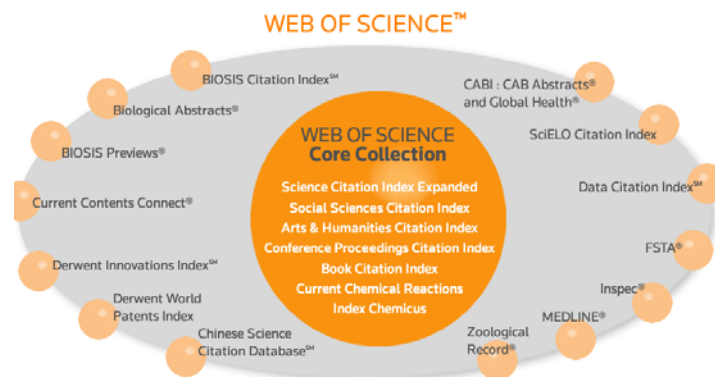 WEB OF SCIENCE™
BIOSIS Citation Index℠
Biological Abstracts®
BIOSIS Previews®
Current Contents Connect®
Derwent Innovations Index℠
Derwent World
Patents Index
Chinese Science
Citation Database℠
WEB OF SCIENCE
Core Collection
Science Citation Index Expanded
Social Sciences Citation Index
Arts & Humanities Citation Index
Conference Proceedings Citation Index
Book Citation Index
Current Chemical Reactions
Index Chemicus
CABI : CAB Abstracts®
and Global Health®
SciELO Citation Index
Data Citation Index℠
FSTA®
Inspec®
MEDLINE®
Zoological
Record®